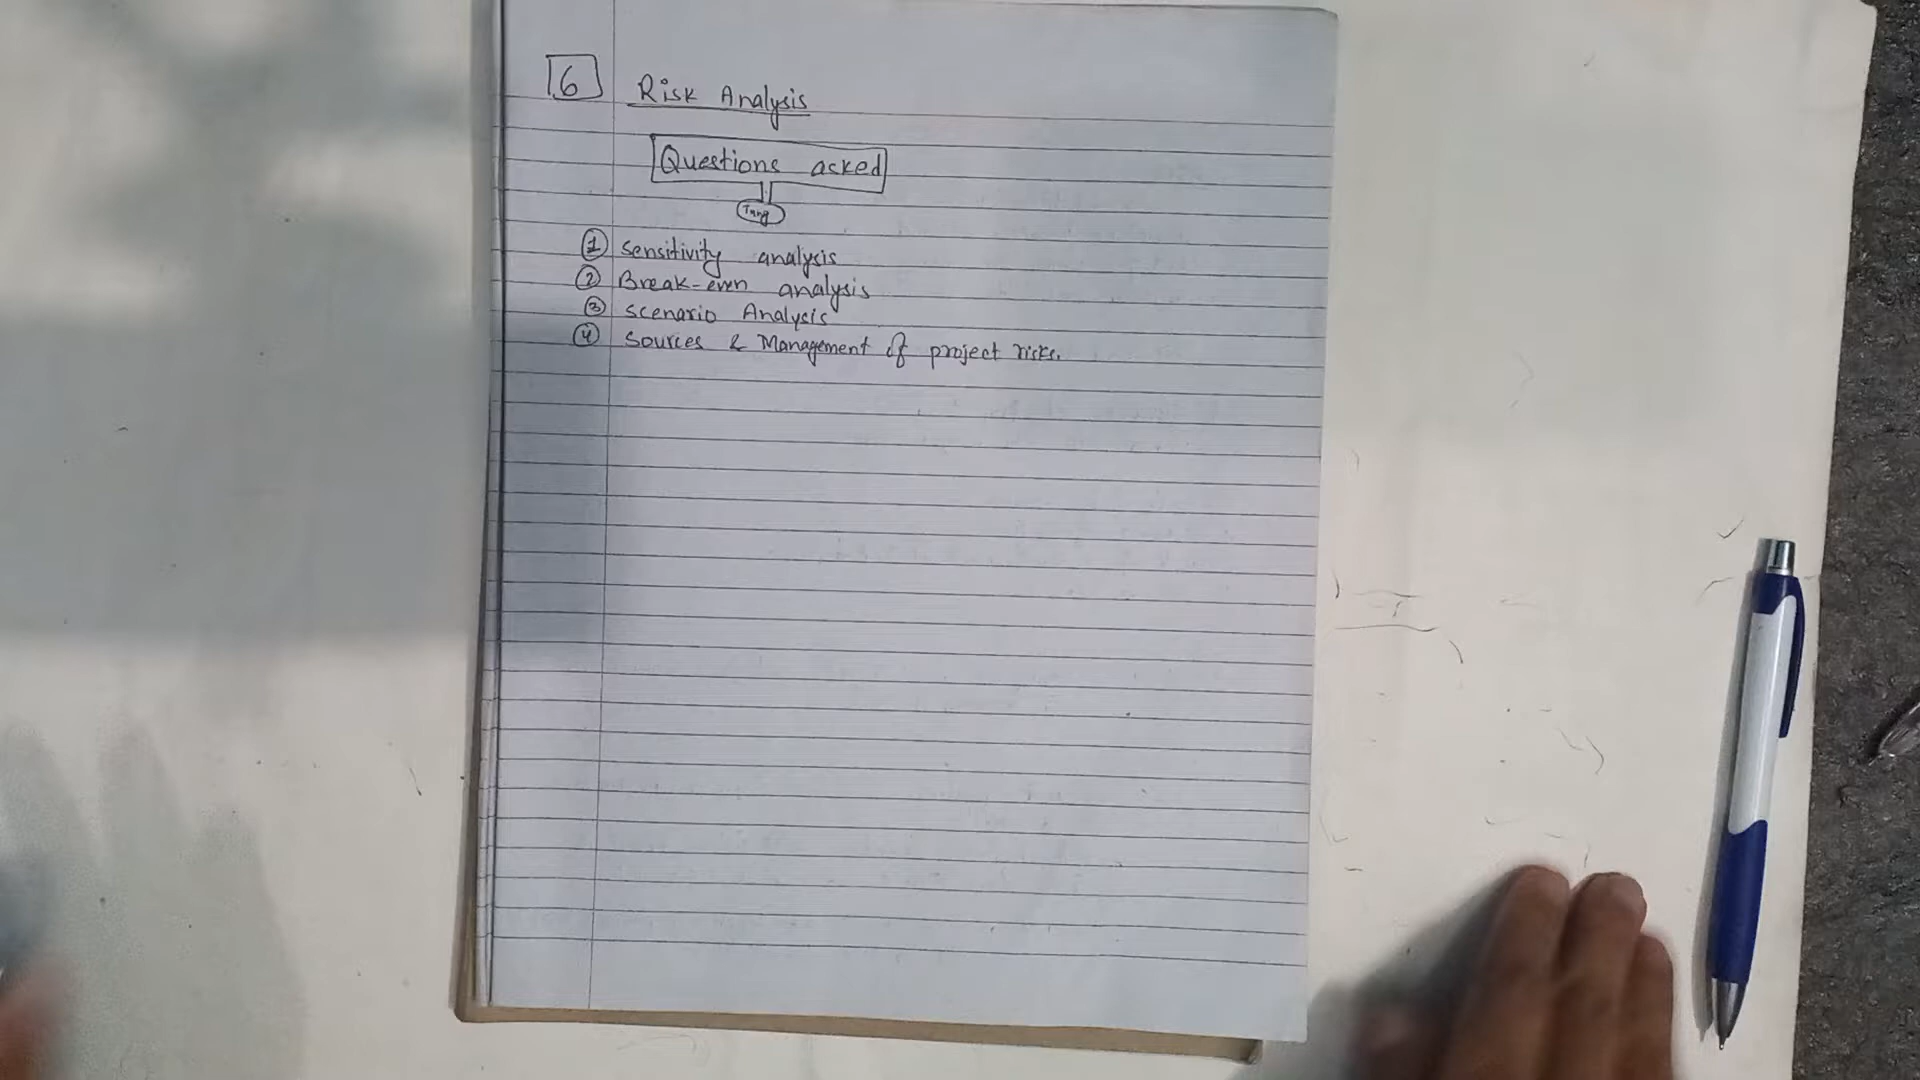 6 Risk Analysis
Questions acked
1 Sensitivity analysis
2 Break-even analysis
3 Scenario Analysis
4 Sources & Management of project risks.